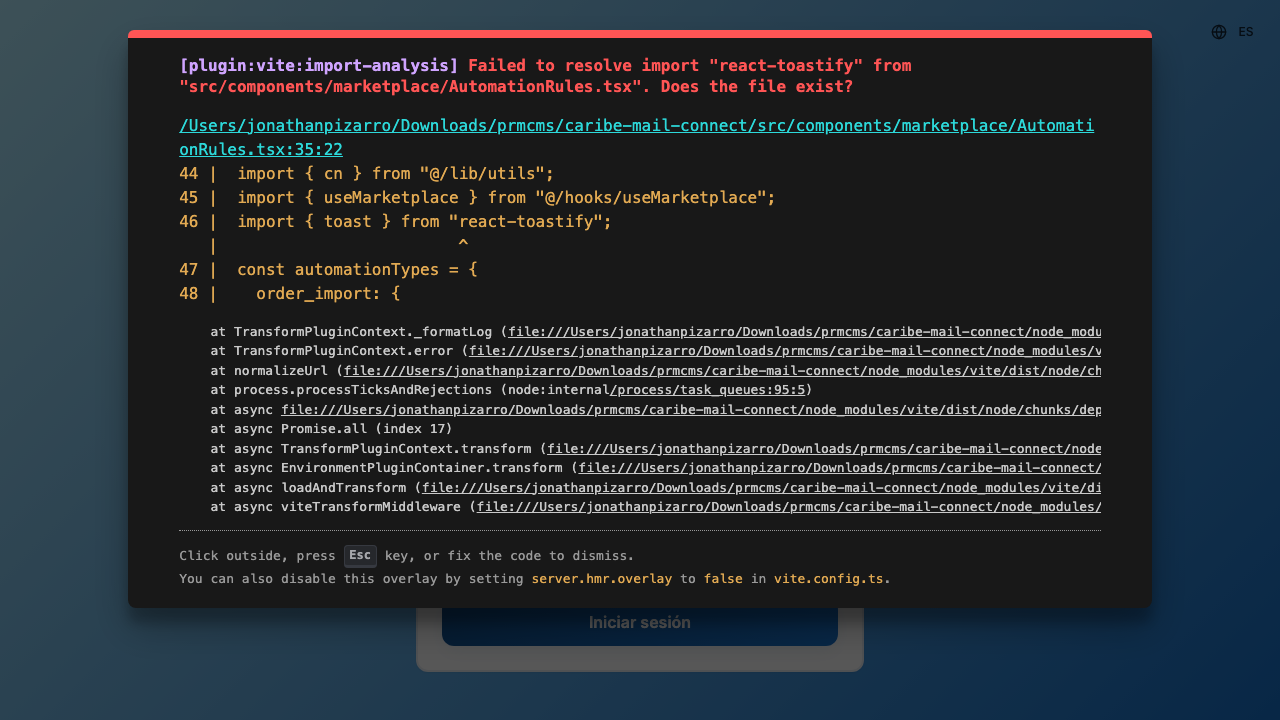 ES
[plugin:vite:import-analysis] Failed to resolve import "react-toastify" from
"src/components/marketplace/AutomationRules.tsx". Does the file exist?
/Users/jonathanpizarro/Downloads/prmcms/caribe-mail-connect/src/components/marketplace/Automati
onRules.tsx:35:22
44 |  import { cn } from "@/lib/utils";
45 |  import { useMarketplace } from "@/hooks/useMarketplace";
46 |  import { toast } from "react-toastify";
   |                         ^
47 |  const automationTypes = {
48 |    order_import: {
at TransformPluginContext._formatLog (file:///Users/jonathanpizarro/Downloads/prmcms/caribe-mail-connect/node_modu
at TransformPluginContext.error (file:///Users/jonathanpizarro/Downloads/prmcms/caribe-mail-connect/node_modules/v
at normalizeUrl (file:///Users/jonathanpizarro/Downloads/prmcms/caribe-mail-connect/node_modules/vite/dist/node/ch
at process.processTicksAndRejections (node:internal/process/task_queues:95:5)
at async file:///Users/jonathanpizarro/Downloads/prmcms/caribe-mail-connect/node_modules/vite/dist/node/chunks/dep
at async Promise.all (index 17)
at async TransformPluginContext.transform (file:///Users/jonathanpizarro/Downloads/prmcms/caribe-mail-connect/node
at async EnvironmentPluginContainer.transform (file:///Users/jonathanpizarro/Downloads/prmcms/caribe-mail-connect/
at async loadAndTransform (file:///Users/jonathanpizarro/Downloads/prmcms/caribe-mail-connect/node_modules/vite/di
at async viteTransformMiddleware (file:///Users/jonathanpizarro/Downloads/prmcms/caribe-mail-connect/node_modules/
Click outside, press Esc key, or fix the code to dismiss.
You can also disable this overlay by setting server.hmr.overlay to false in vite.config.ts.
Iniciar sesión